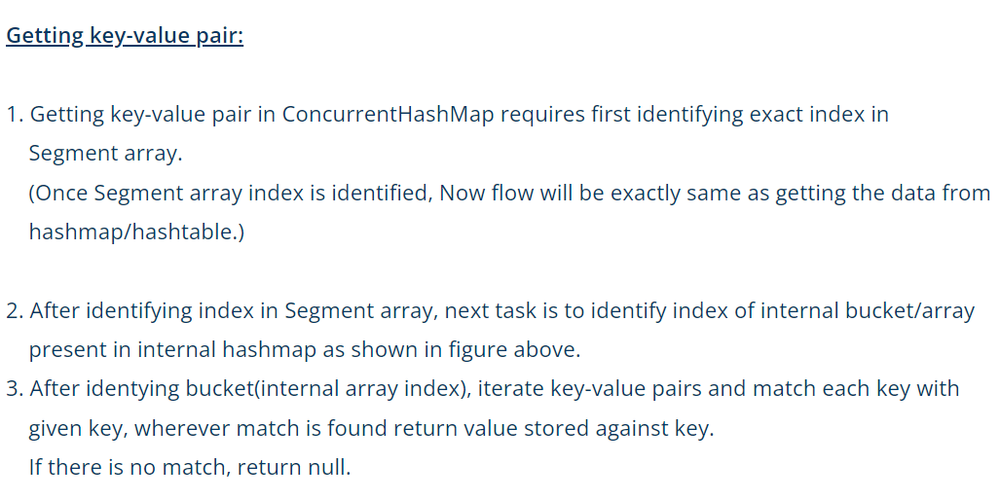 Getting key-value pair:
1. Getting key-value pair in ConcurrentHashMap requires first identifying exact index in
Segment array.
(Once Segment array index is identified, Now flow will be exactly same as getting the data from
hashmap/hashtable.)
2. After identifying index in Segment array, next task is to identify index of internal bucket/array
present in internal hashmap as shown in figure above.
3. After identying bucket(internal array index), iterate key-value pairs and match each key with
given key, wherever match is found return value stored against key.
If there is no match, return null.